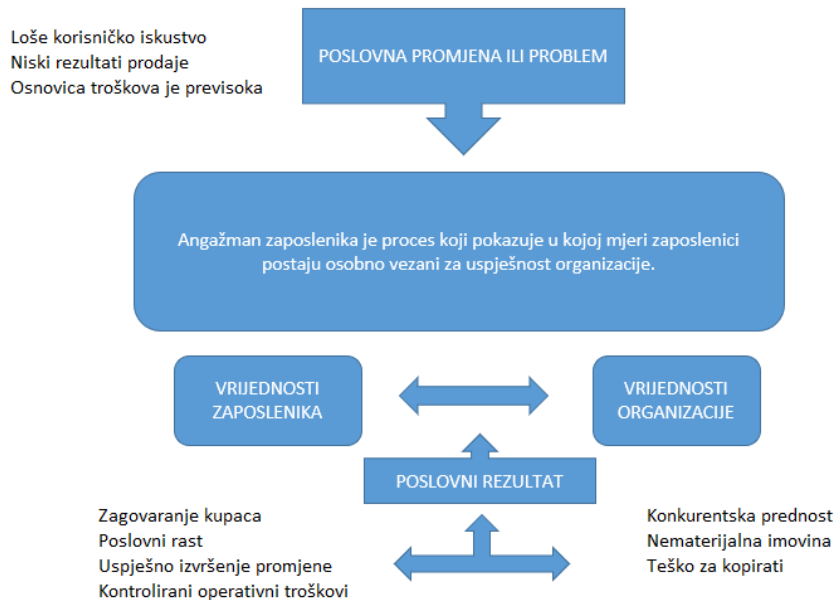 Loše korisničko iskustvo
Niski rezultati prodaje
Osnovica troškova je previsoka
POSLOVNA PROMJENA ILI PROBLEM
Angažman zaposlenika je proces koji pokazuje u kojoj mjeri zaposlenici
postaju osobno vezani za uspješnost organizacije.
VRIJEDNOSTI
ZAPOSLENIKA
VRIJEDNOSTI
ORGANIZACIJE
POSLOVNI REZULTAT
Zagovaranje kupaca
Poslovni rast
Uspješno izvršenje promjene
Kontrolirani operativni troškovi
Konkurentska prednost
Nematerijalna imovina
Teško za kopirati